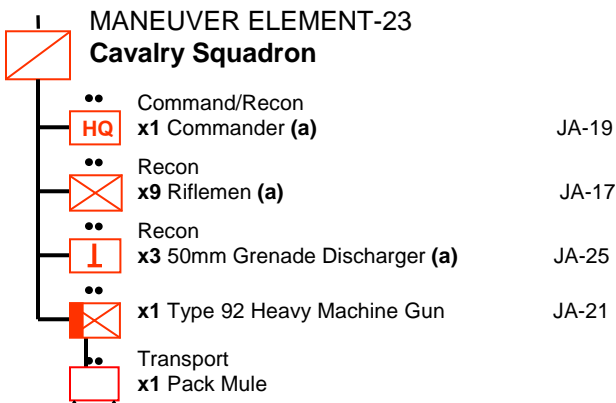 MANEUVER ELEMENT-23
Cavalry Squadron
Command/Recon
HQ x1 Commander (a) JA-19
Recon
x9 Riflemen (a) JA-17
Recon
x3 50mm Grenade Discharger (a) JA-25
x1 Type 92 Heavy Machine Gun JA-21
Transport
x1 Pack Mule